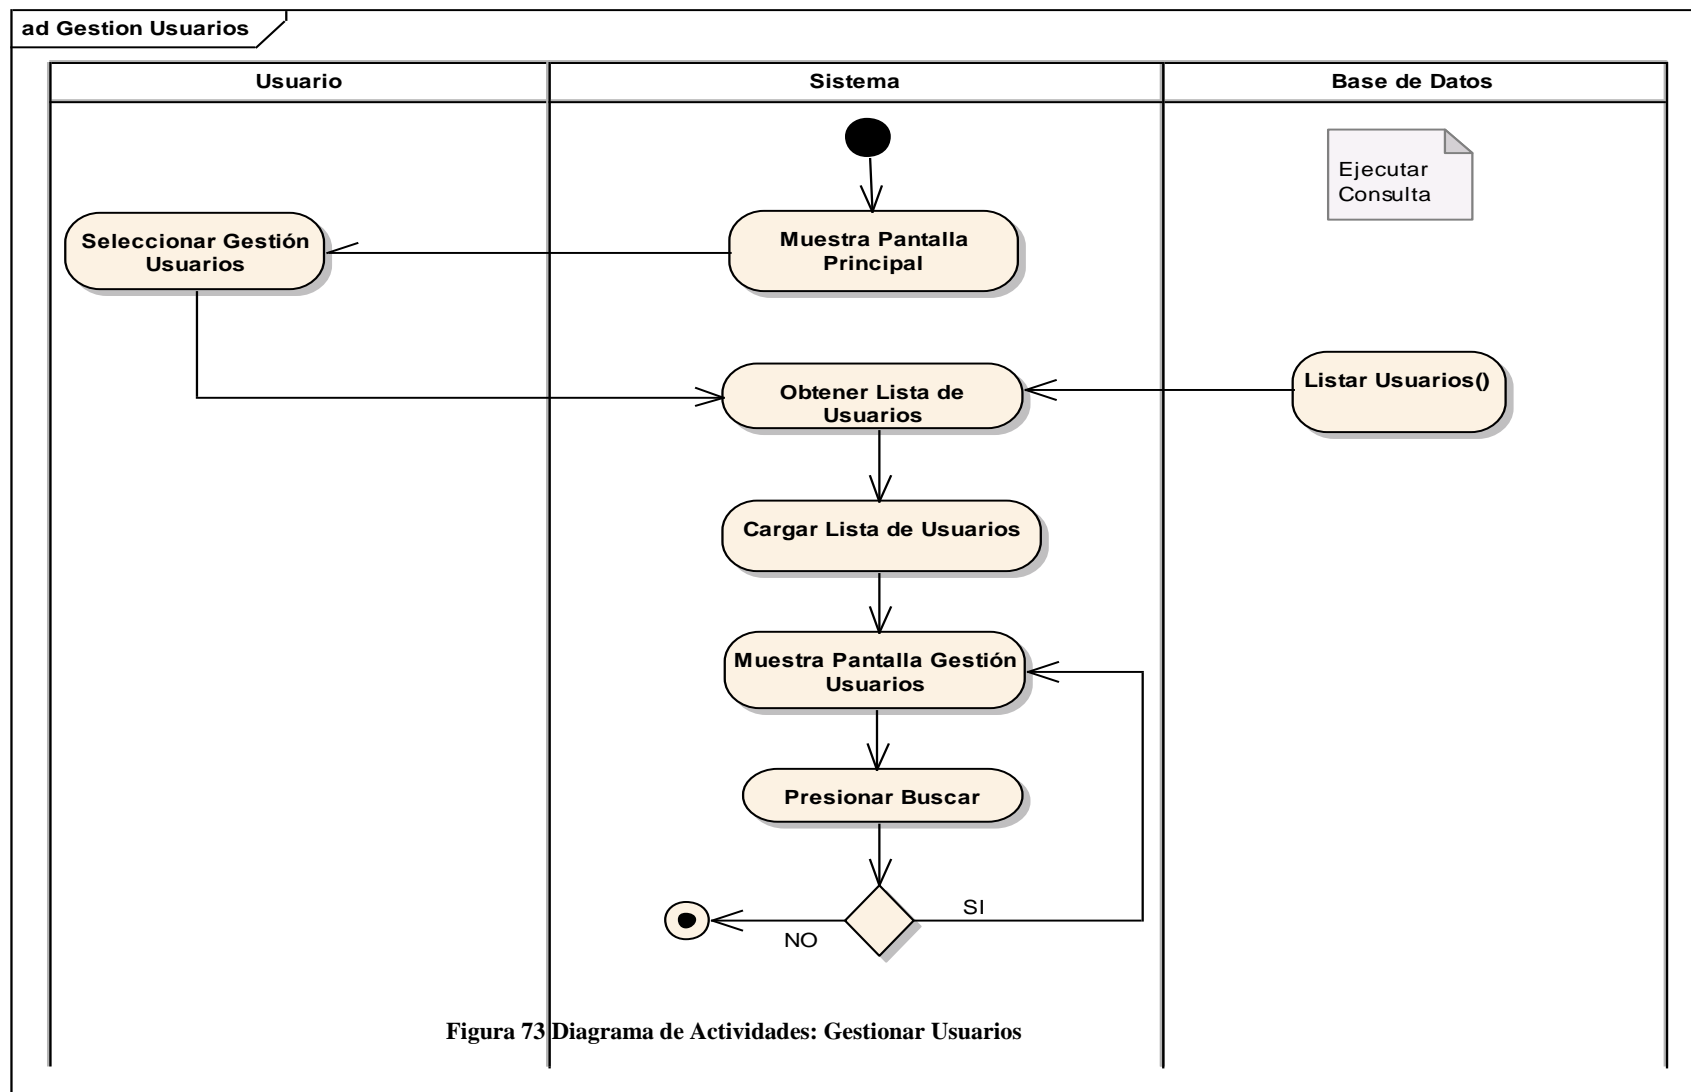 ad Gestion Usuarios
Usuario
Sistema
Base de Datos
Ejecutar
Consulta
Seleccionar Gestión
Usuarios
Muestra Pantalla
Principal
Obtener Lista de
Usuarios
Listar Usuarios()
Cargar Lista de Usuarios
Muestra Pantalla Gestión
Usuarios
Presionar Buscar
SI
NO
Figura 73 Diagrama de Actividades: Gestionar Usuarios